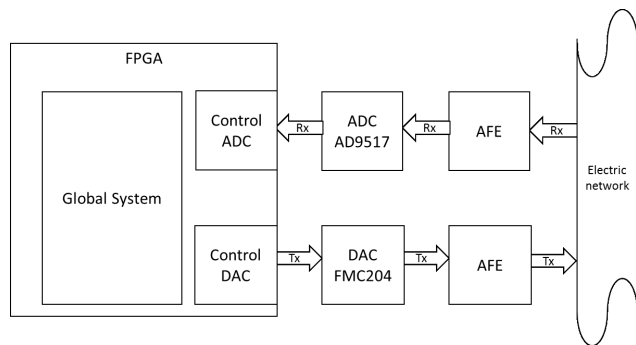 FPGA
Global System
Control
ADC
Rx
ADC
AD9517
Rx
AFE
Rx
Electric
network
Control
DAC
Tx
DAC
FMC204
Tx
AFE
Tx